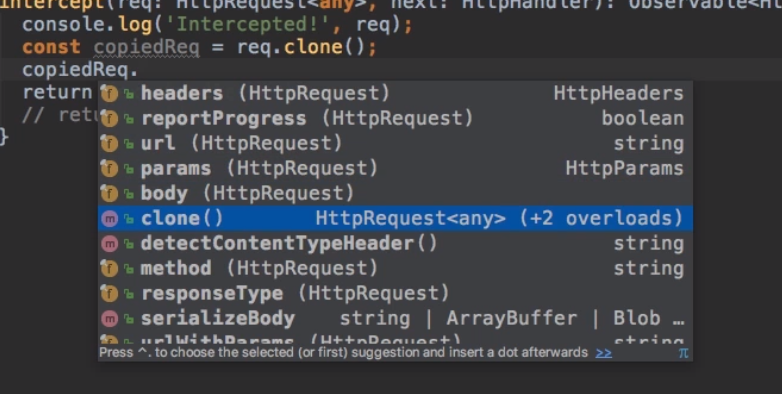 intercept(req: HttpRequest<any>, next: HttpHandler): Observable<Ht
console.log('Intercepted!', req);
const copiedReq = req.clone();
copiedReq.
return
// retu
}
headers (HttpRequest) HttpHeaders
reportProgress (HttpRequest) boolean
url (HttpRequest) string
params (HttpRequest) HttpParams
body (HttpRequest)
clone() HttpRequest<any> (+2 overloads)
detectContentTypeHeader() string
method (HttpRequest) string
responseType (HttpRequest)
serializeBody string | ArrayBuffer | Blob …
urlWithParams (HttpRequest) string
Press ^. to choose the selected (or first) suggestion and insert a dot afterwards >> π